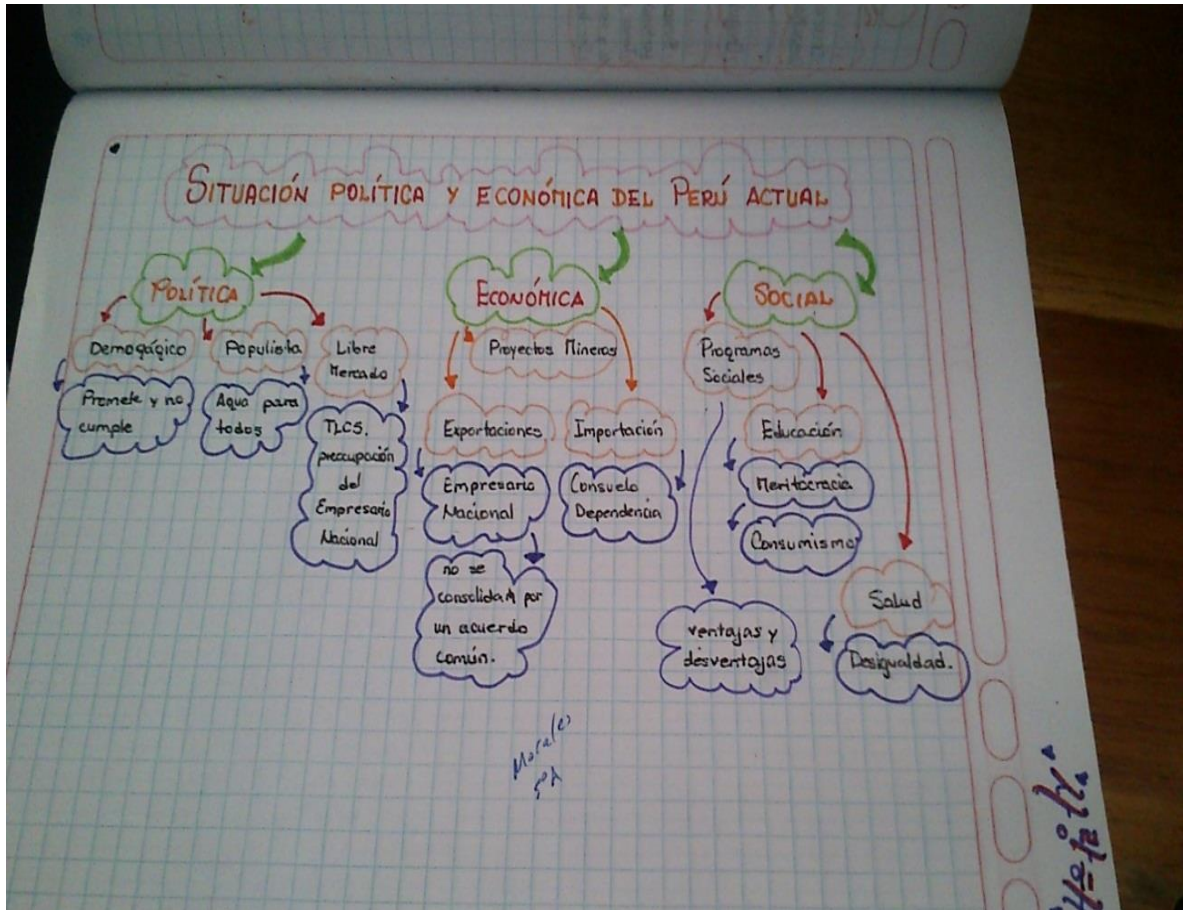 SITUACIÓN POLÍTICA Y ECONÓMICA DEL PERÚ ACTUAL
POLÍTICA
Demogágico
Promete y no
cumple
Populista
Agua para
todos
Libre
Mercado
TLCS.
preocupación
del
Empresario
Nacional
ECONÓMICA
Proyectos Mineros
Exportaciones
Empresario
Nacional
no se
consolida por
un acuerdo
común.
Importación
Consuelo
Dependencia
SOCIAL
Programas
Sociales
ventajas y
desventajas
Educación
Meritocracia
Consumismo
Salud
Desigualdad.
Morales
5ºA